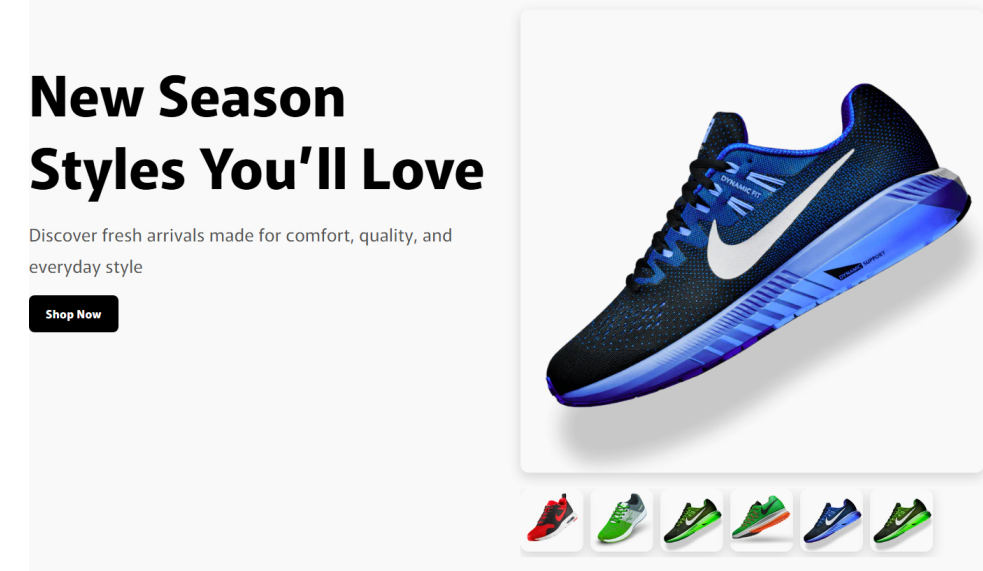 New Season
Styles You’ll Love
Discover fresh arrivals made for comfort, quality, and
everyday style
Shop Now
DYNAMIC FIT
DYNAMIC SUPPORT